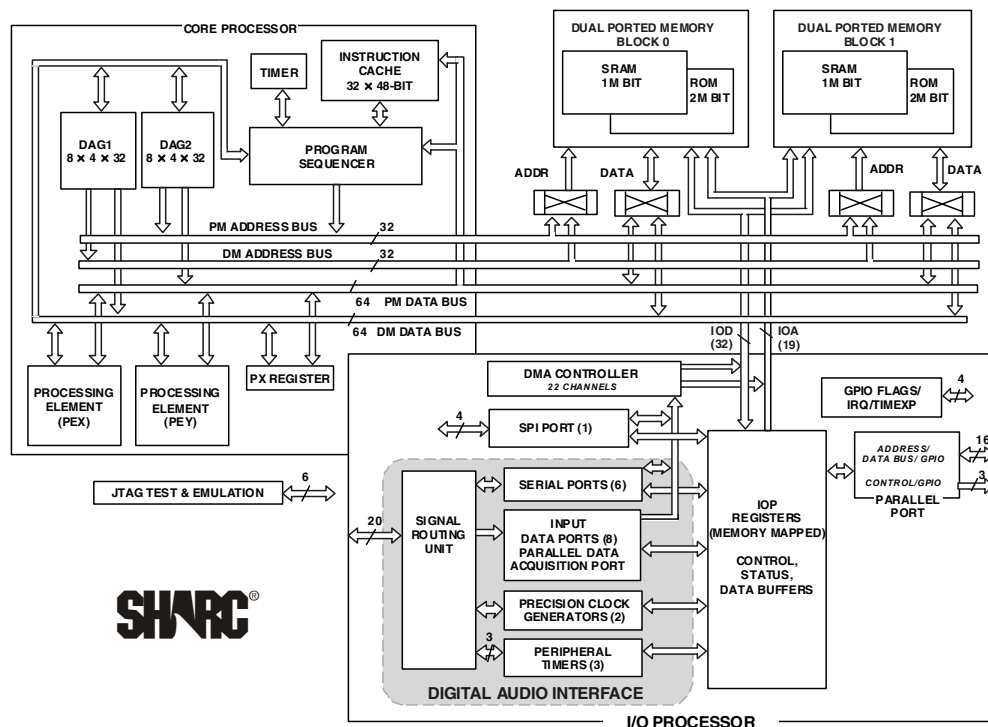 CORE PROCESSOR
TIMER
INSTRUCTION
CACHE
32 × 48-BIT
DAG1
8 × 4 × 32
DAG2
8 × 4 × 32
PROGRAM
SEQUENCER
DUAL PORTED MEMORY
BLOCK 0
SRAM
1M BIT
ROM
2M BIT
DUAL PORTED MEMORY
BLOCK 1
SRAM
1M BIT
ROM
2M BIT
ADDR
DATA
ADDR
DATA
PM ADDRESS BUS
32
DM ADDRESS BUS
32
64
PM DATA BUS
64
DM DATA BUS
IOD
(32)
IOA
(19)
PROCESSING
ELEMENT
(PEX)
PROCESSING
ELEMENT
(PEY)
PX REGISTER
DMA CONTROLLER
22 CHANNELS
GPIO FLAGS/
IRQ/TIMEXP
4
4
SPI PORT (1)
JTAG TEST & EMULATION
6
20
SIGNAL
ROUTING
UNIT
SERIAL PORTS (6)
INPUT
DATA PORTS (8)
PARALLEL DATA
ACQUISITION PORT
PRECISION CLOCK
GENERATORS (2)
3
PERIPHERAL
TIMERS (3)
DIGITAL AUDIO INTERFACE
IOP
REGISTERS
(MEMORY MAPPED)
CONTROL,
STATUS,
DATA BUFFERS
ADDRESS/
DATA BUS/ GPIO
CONTROL/GPIO
16
3
PARALLEL
PORT
SHARC®
I/O PROCESSOR